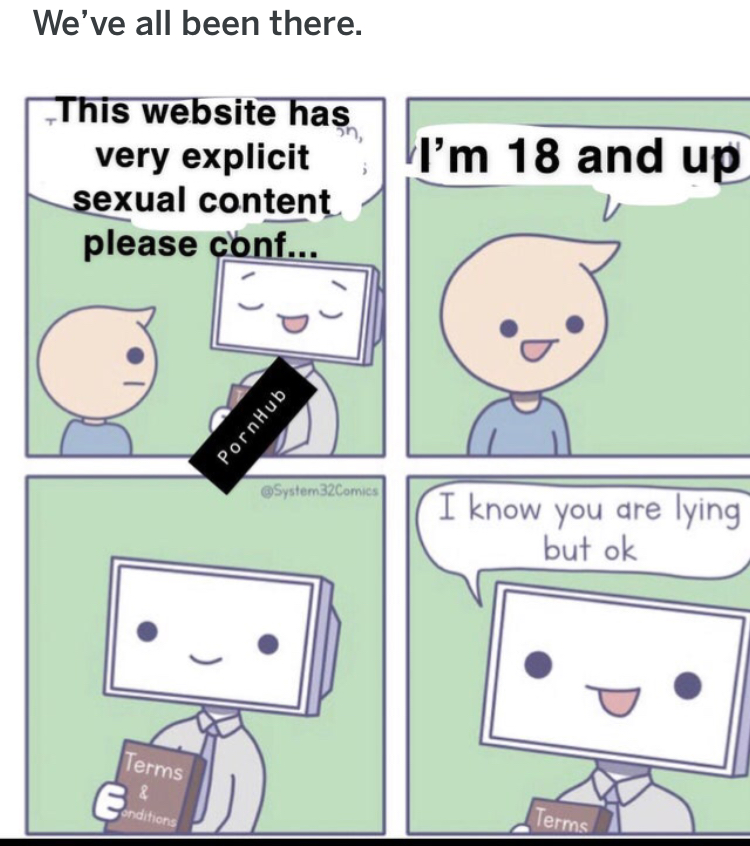 We've all been there.
This website has
very explicit
sexual content
please conf...
I'm 18 and up
PornHub
@System32Comics
Terms
&
onditions
I know you are lying
but ok
Terms